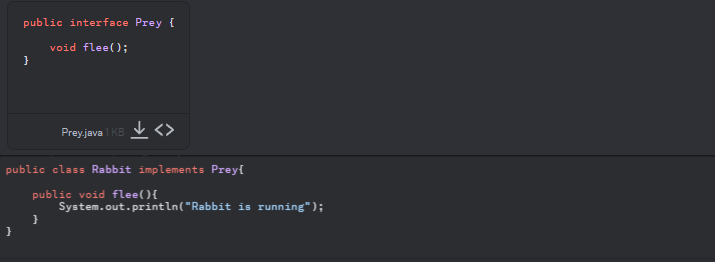 public interface Prey {
void flee();
}
Prey.java 1 KB
public class Rabbit implements Prey{
public void flee(){
System.out.println("Rabbit is running");
}
}